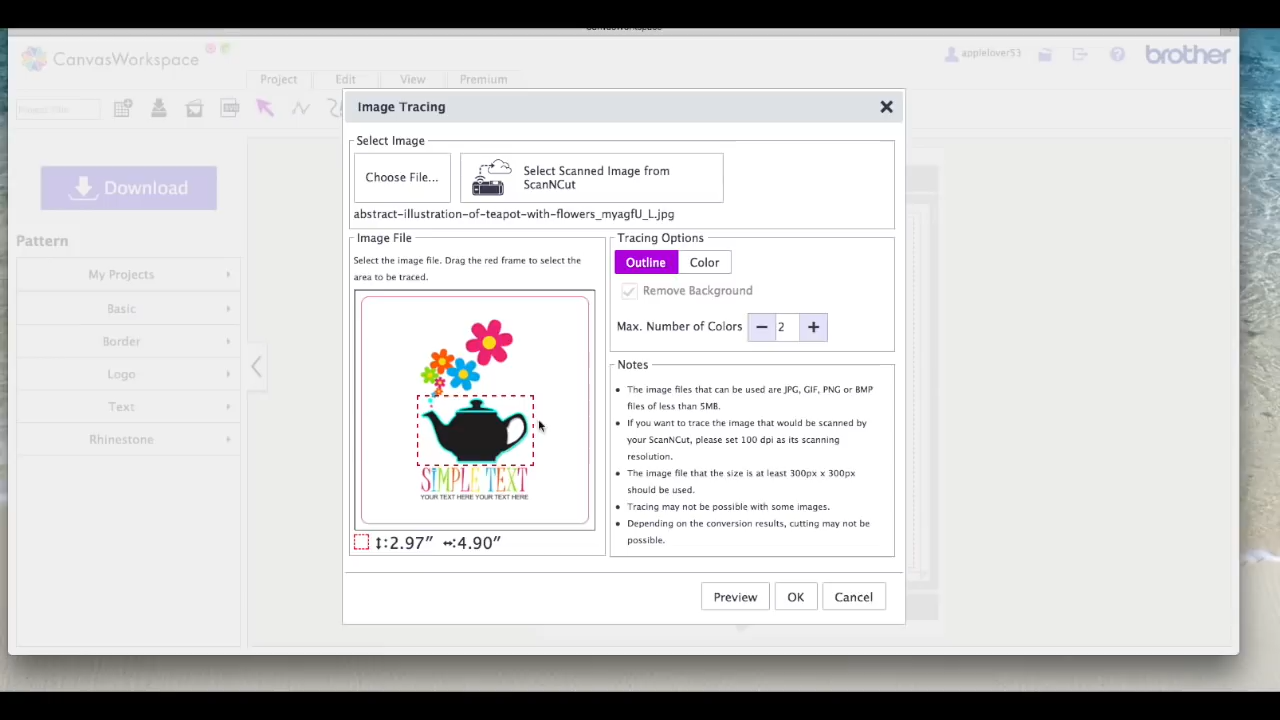 CanvasWorkspace
applelover53
brother
Project
Edit
View
Premium
Download
Pattern
My Projects
Basic
Border
Logo
Text
Rhinestone
Image Tracing
Select Image
Choose File...
Select Scanned Image from
ScanNCut
abstract-illustration-of-teapot-with-flowers_myagfU_L.jpg
Image File
Select the image file. Drag the red frame to select the
area to be traced.
SIMPLE TEXT
YOUR TEXT HERE YOUR TEXT HERE
↕:2.97” ↔:4.90”
Tracing Options
Outline
Color
Remove Background
Max. Number of Colors
− 2 +
Notes
• The image files that can be used are JPG, GIF, PNG or BMP
files of less than 5MB.
• If you want to trace the image that would be scanned by
your ScanNCut, please set 100 dpi as its scanning
resolution.
• The image file that the size is at least 300px x 300px
should be used.
• Tracing may not be possible with some images.
• Depending on the conversion results, cutting may not be
possible.
Preview
OK
Cancel